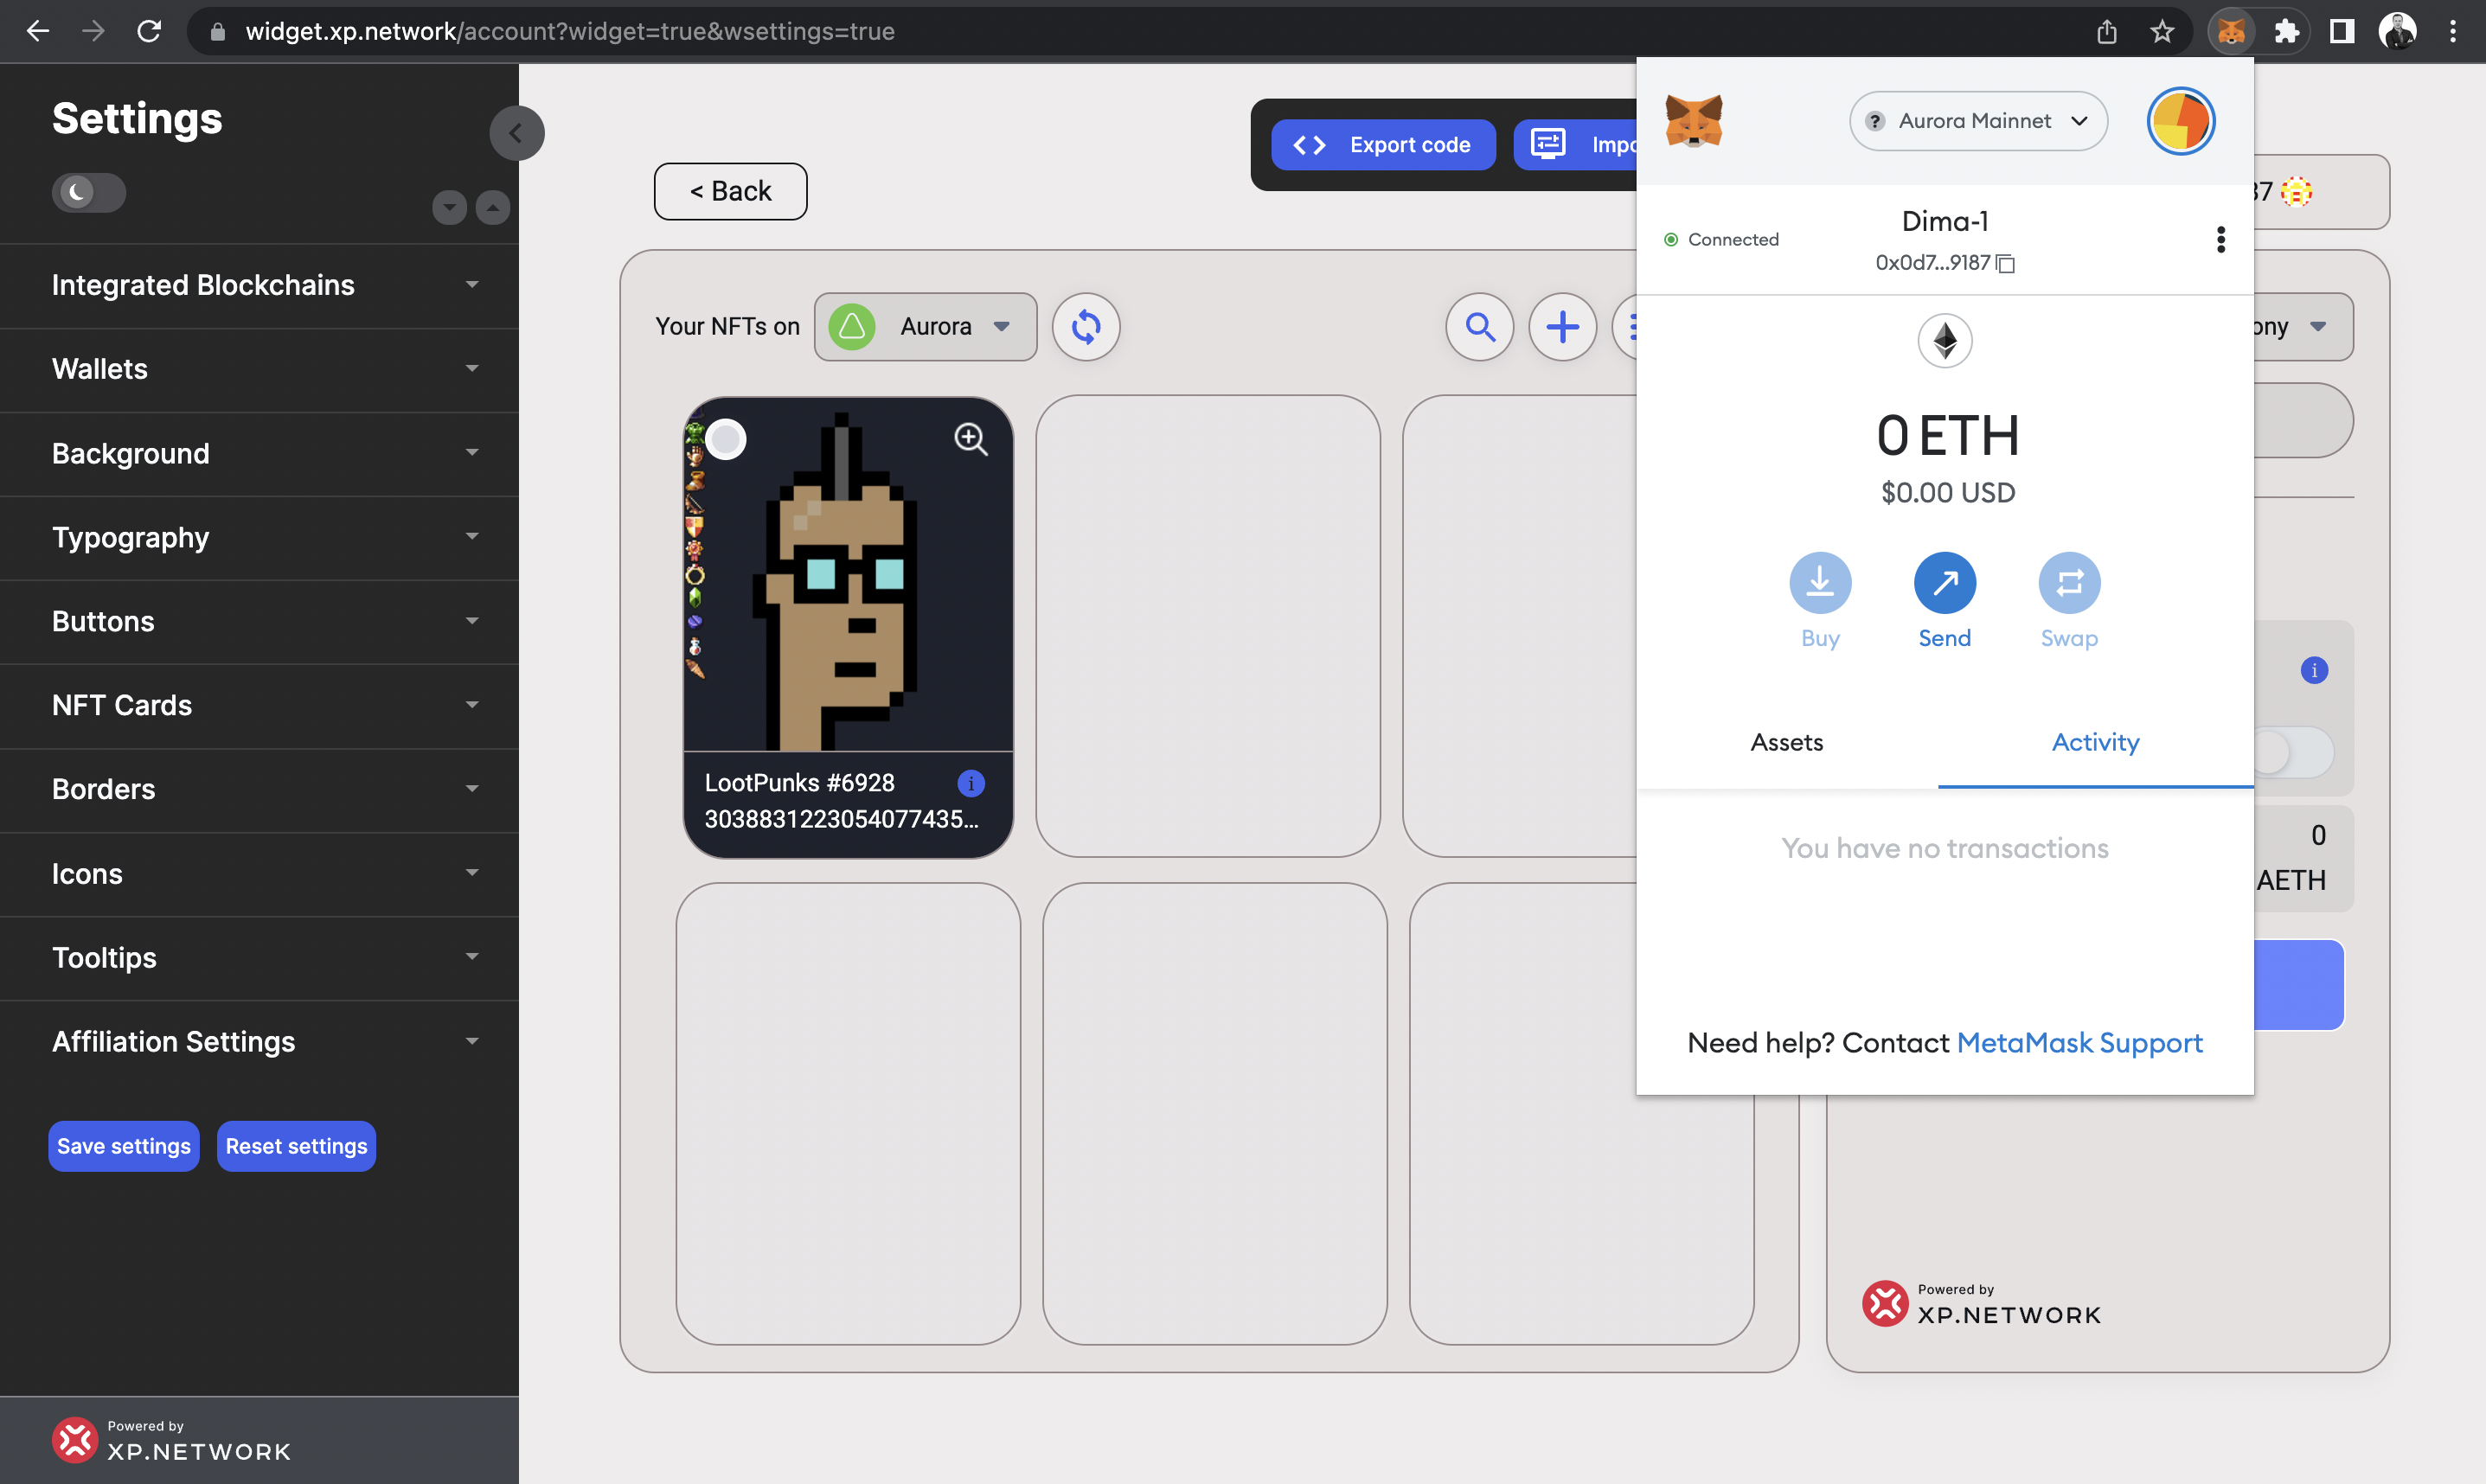 widget.xp.network/account?widget=true&wsettings=true
Settings
Integrated Blockchains
Wallets
Background
Typography
Buttons
NFT Cards
Borders
Icons
Tooltips
Affiliation Settings
Save settings
Reset settings
Powered by
XP.NETWORK
< Back
Export code
Impo
37
Your NFTs on
Aurora
ony
LootPunks #6928
3038831223054077435...
0
AETH
Powered by
XP.NETWORK
Aurora Mainnet
Connected
Dima-1
0x0d7...9187
0 ETH
$0.00 USD
Buy
Send
Swap
Assets
Activity
You have no transactions
Need help? Contact MetaMask Support